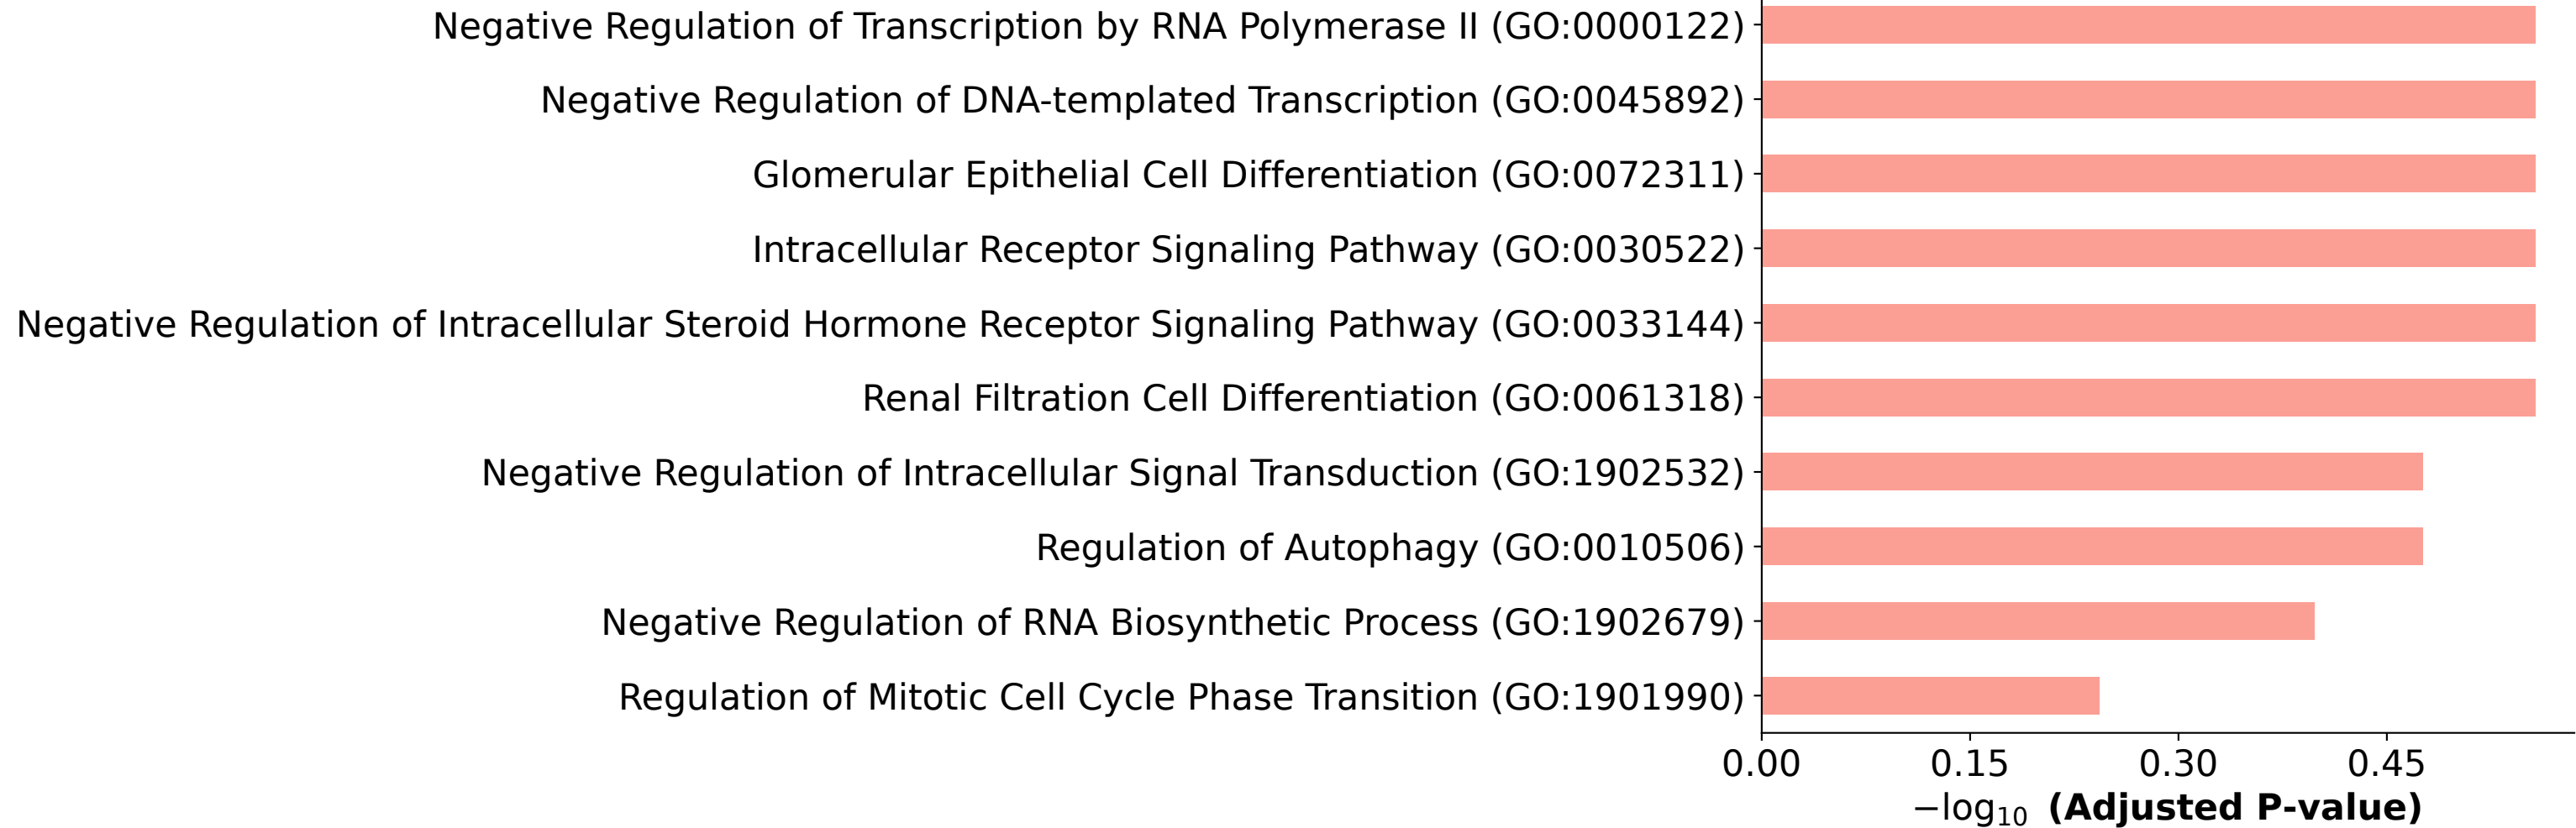 Negative Regulation of Transcription by RNA Polymerase II (GO:0000122)
Negative Regulation of DNA-templated Transcription (GO:0045892)
Glomerular Epithelial Cell Differentiation (GO:0072311)
Intracellular Receptor Signaling Pathway (GO:0030522)
Negative Regulation of Intracellular Steroid Hormone Receptor Signaling Pathway (GO:0033144)
Renal Filtration Cell Differentiation (GO:0061318)
Negative Regulation of Intracellular Signal Transduction (GO:1902532)
Regulation of Autophagy (GO:0010506)
Negative Regulation of RNA Biosynthetic Process (GO:1902679)
Regulation of Mitotic Cell Cycle Phase Transition (GO:1901990)
0.00 0.15 0.30 0.45
−log₁₀ (Adjusted P-value)